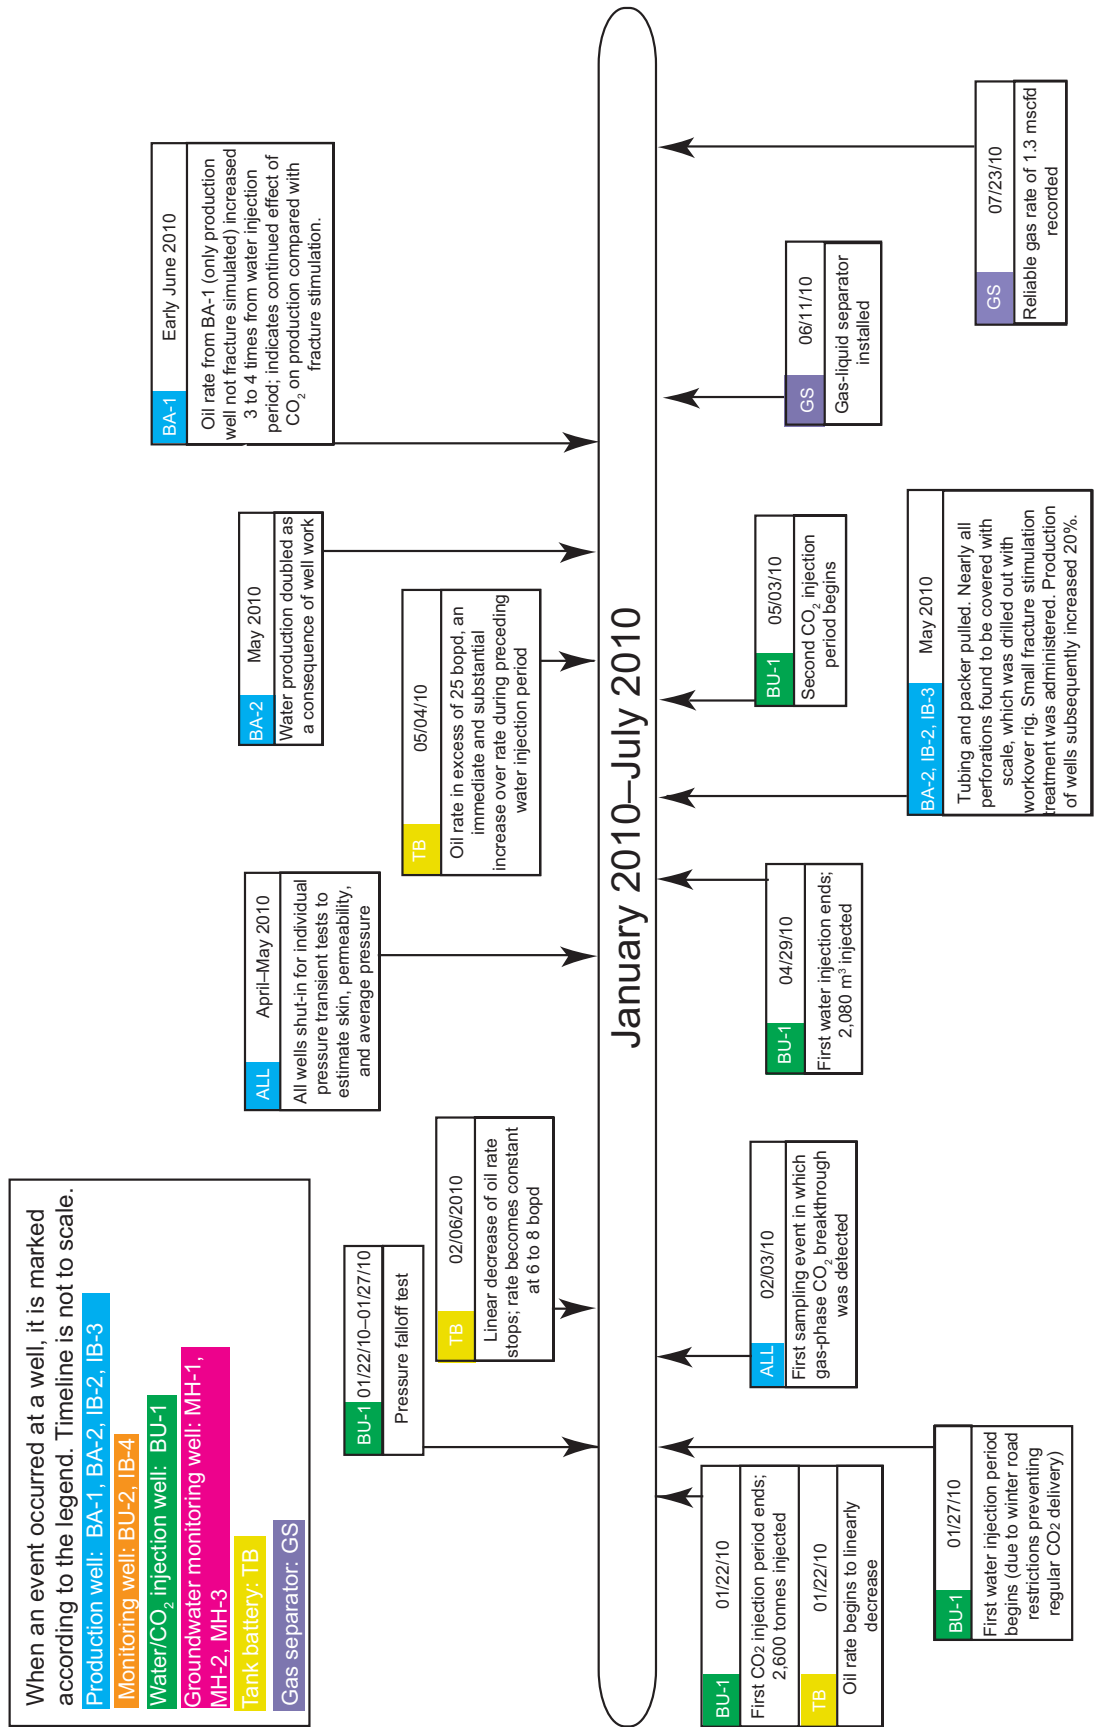 When an event occurred at a well, it is marked
according to the legend. Timeline is not to scale.
Production well: BA-1, BA-2, IB-2, IB-3
Monitoring well: BU-2, IB-4
Water/CO2 injection well: BU-1
Groundwater monitoring well: MH-1,
MH-2, MH-3
Tank battery: TB
Gas separator: GS
BU-1 01/22/10–01/27/10
Pressure falloff test
TB 02/06/2010
Linear decrease of oil rate
stops; rate becomes constant
at 6 to 8 bopd
ALL April–May 2010
All wells shut-in for individual
pressure transient tests to
estimate skin, permeability,
and average pressure
TB 05/04/10
Oil rate in excess of 25 bopd, an
immediate and substantial
increase over rate during preceding
water injection period
BA-2 May 2010
Water production doubled as
a consequence of well work
BA-1 Early June 2010
Oil rate from BA-1 (only production
well not fracture simulated) increased
3 to 4 times from water injection
period; indicates continued effect of
CO2 on production compared with
fracture stimulation.
January 2010–July 2010
BU-1 01/22/10
First CO2 injection period ends;
2,600 tonnes injected
TB 01/22/10
Oil rate begins to linearly
decrease
BU-1 01/27/10
First water injection period
begins (due to winter road
restrictions preventing
regular CO2 delivery)
ALL 02/03/10
First sampling event in which
gas-phase CO2 breakthrough
was detected
BU-1 04/29/10
First water injection ends;
2,080 m³ injected
BA-2, IB-2, IB-3 May 2010
Tubing and packer pulled. Nearly all
perforations found to be covered with
scale, which was drilled out with
workover rig. Small fracture stimulation
treatment was administered. Production
of wells subsequently increased 20%.
BU-1 05/03/10
Second CO2 injection
period begins
GS 06/11/10
Gas-liquid separator
installed
GS 07/23/10
Reliable gas rate of 1.3 mscfd
recorded